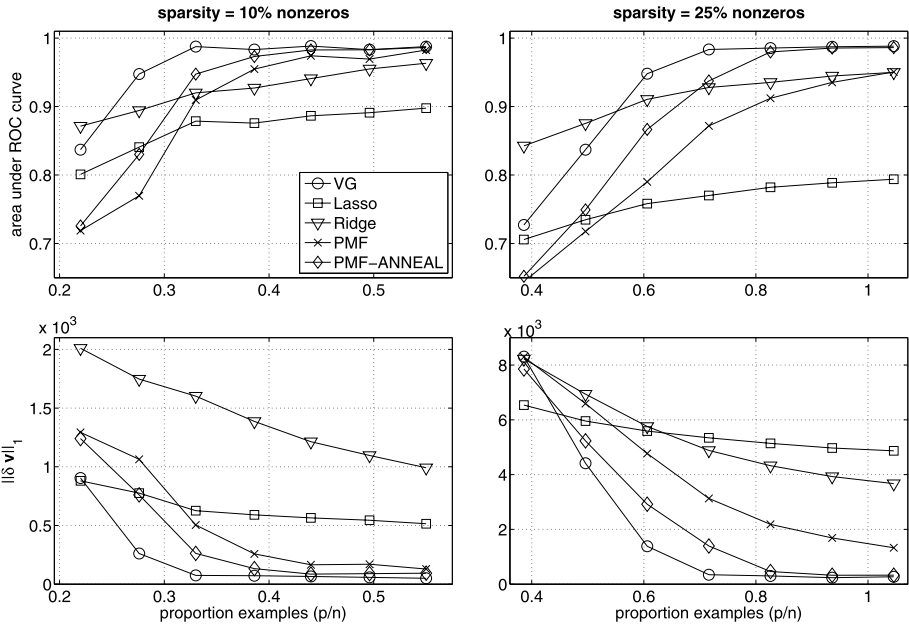 sparsity = 10% nonzeros
sparsity = 25% nonzeros
area under ROC curve
1
0.9
0.8
0.7
0.2
0.3
0.4
0.5
VG
Lasso
Ridge
PMF
PMF−ANNEAL
1
0.9
0.8
0.7
0.4
0.6
0.8
1
x 10³
||δ v||₁
2
1.5
1
0.5
0
0.2
0.3
0.4
0.5
proportion examples (p/n)
x 10³
8
6
4
2
0
0.4
0.6
0.8
1
proportion examples (p/n)